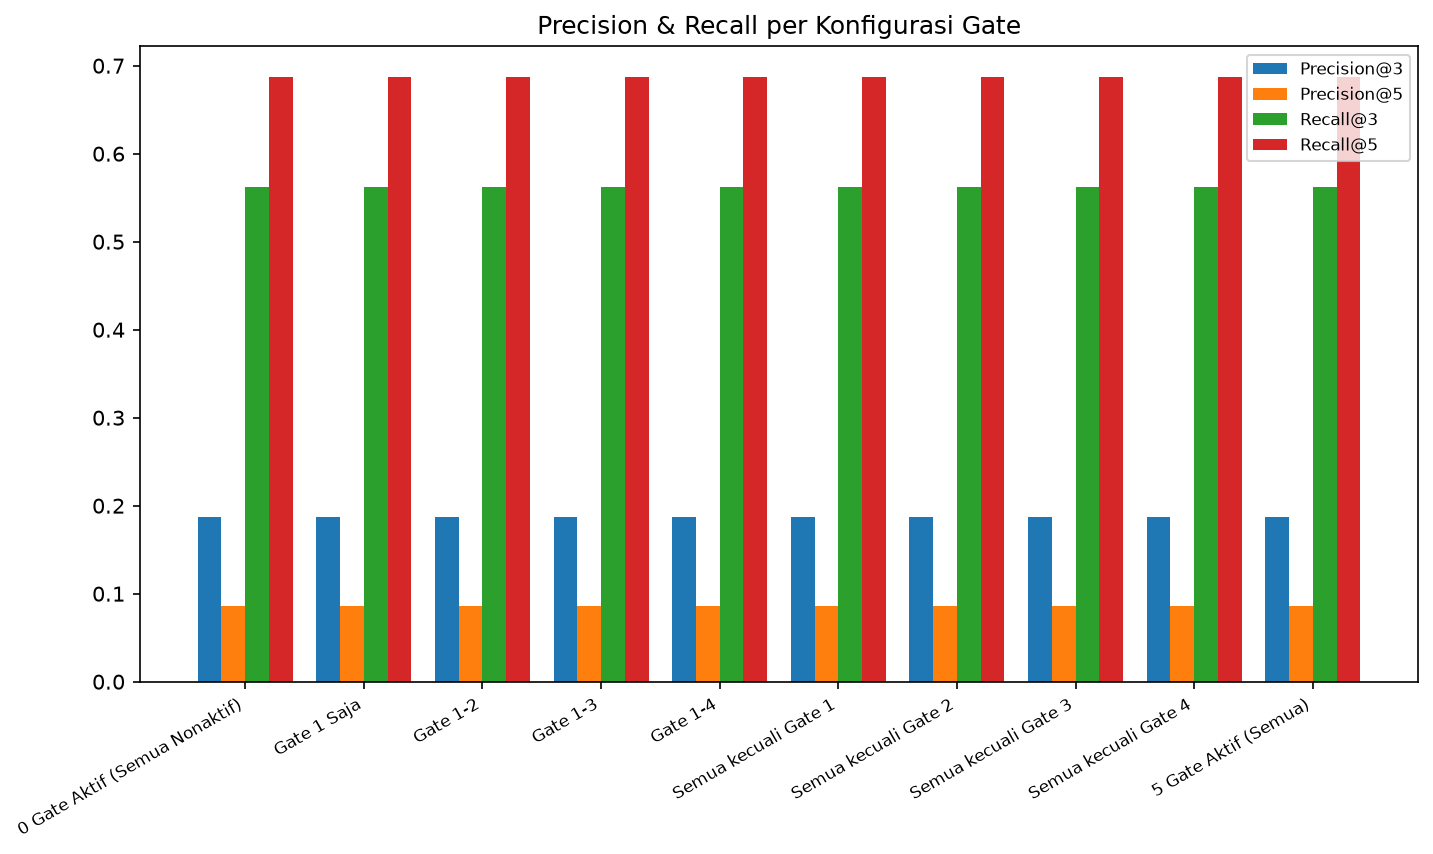 Precision & Recall per Konfigurasi Gate
Precision@3
Precision@5
Recall@3
Recall@5
0.7
0.6
0.5
0.4
0.3
0.2
0.1
0.0
0 Gate Aktif (Semua Nonaktif)
Gate 1 Saja
Gate 1-2
Gate 1-3
Gate 1-4
Semua kecuali Gate 1
Semua kecuali Gate 2
Semua kecuali Gate 3
Semua kecuali Gate 4
5 Gate Aktif (Semua)